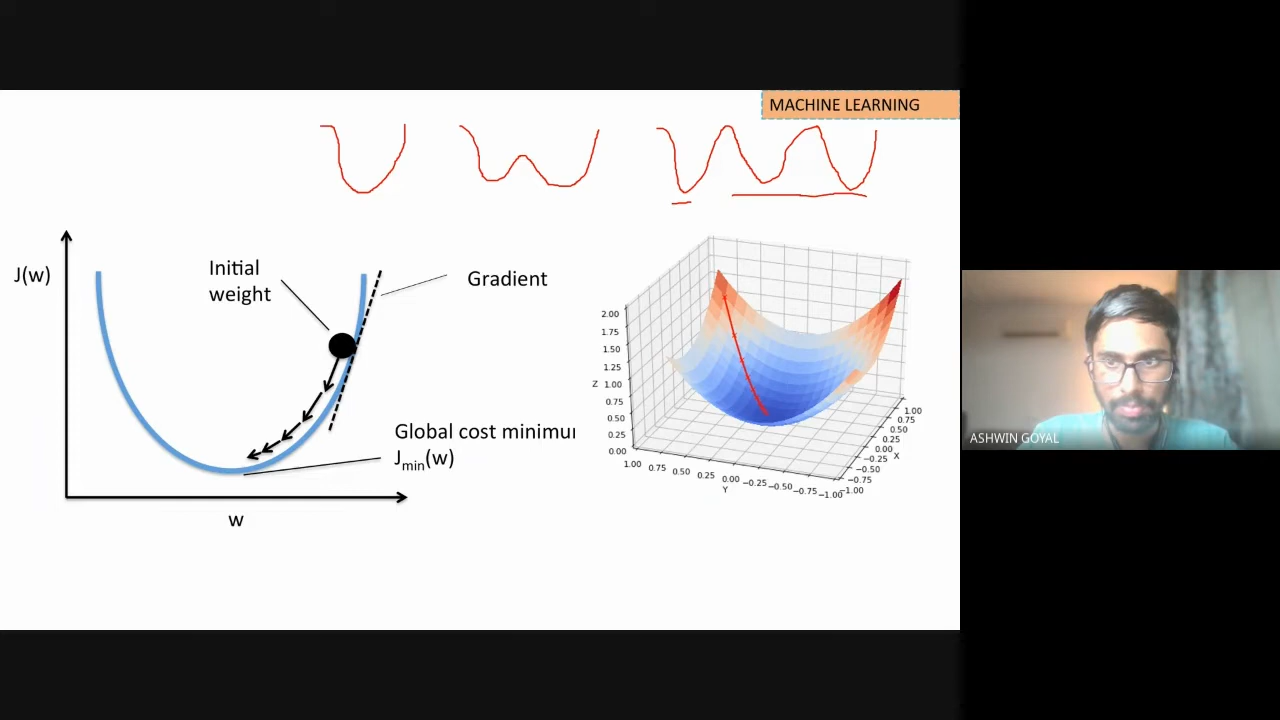 MACHINE LEARNING
J(w)
Initial
weight
Gradient
Global cost minimu
Jmin(w)
w
2.00
1.75
1.50
1.25
Z 1.00
0.75
0.50
0.25
0.00
1.00 0.75 0.50 0.25 0.00 −0.25 −0.50 −0.75 −1.00
Y
1.00
0.75
0.50
0.25
0.00
−0.25
−0.50
−0.75
−1.00
X
ASHWIN GOYAL